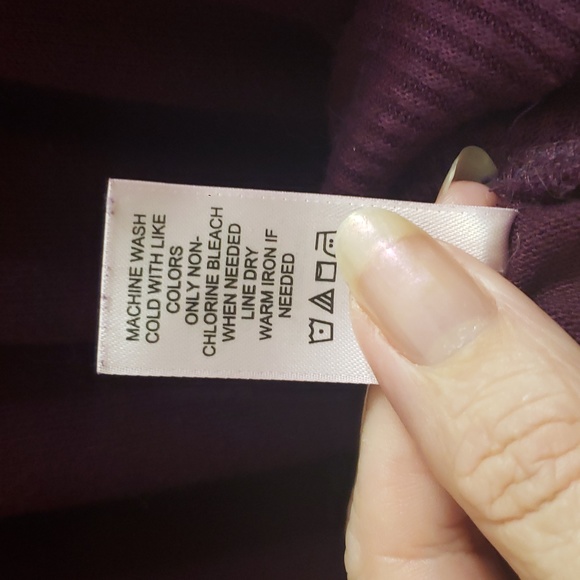 MACHINE WASH
COLD WITH LIKE
COLORS
ONLY NON-
CHLORINE BLEACH
WHEN NEEDED
LINE DRY
WARM IRON IF
NEEDED